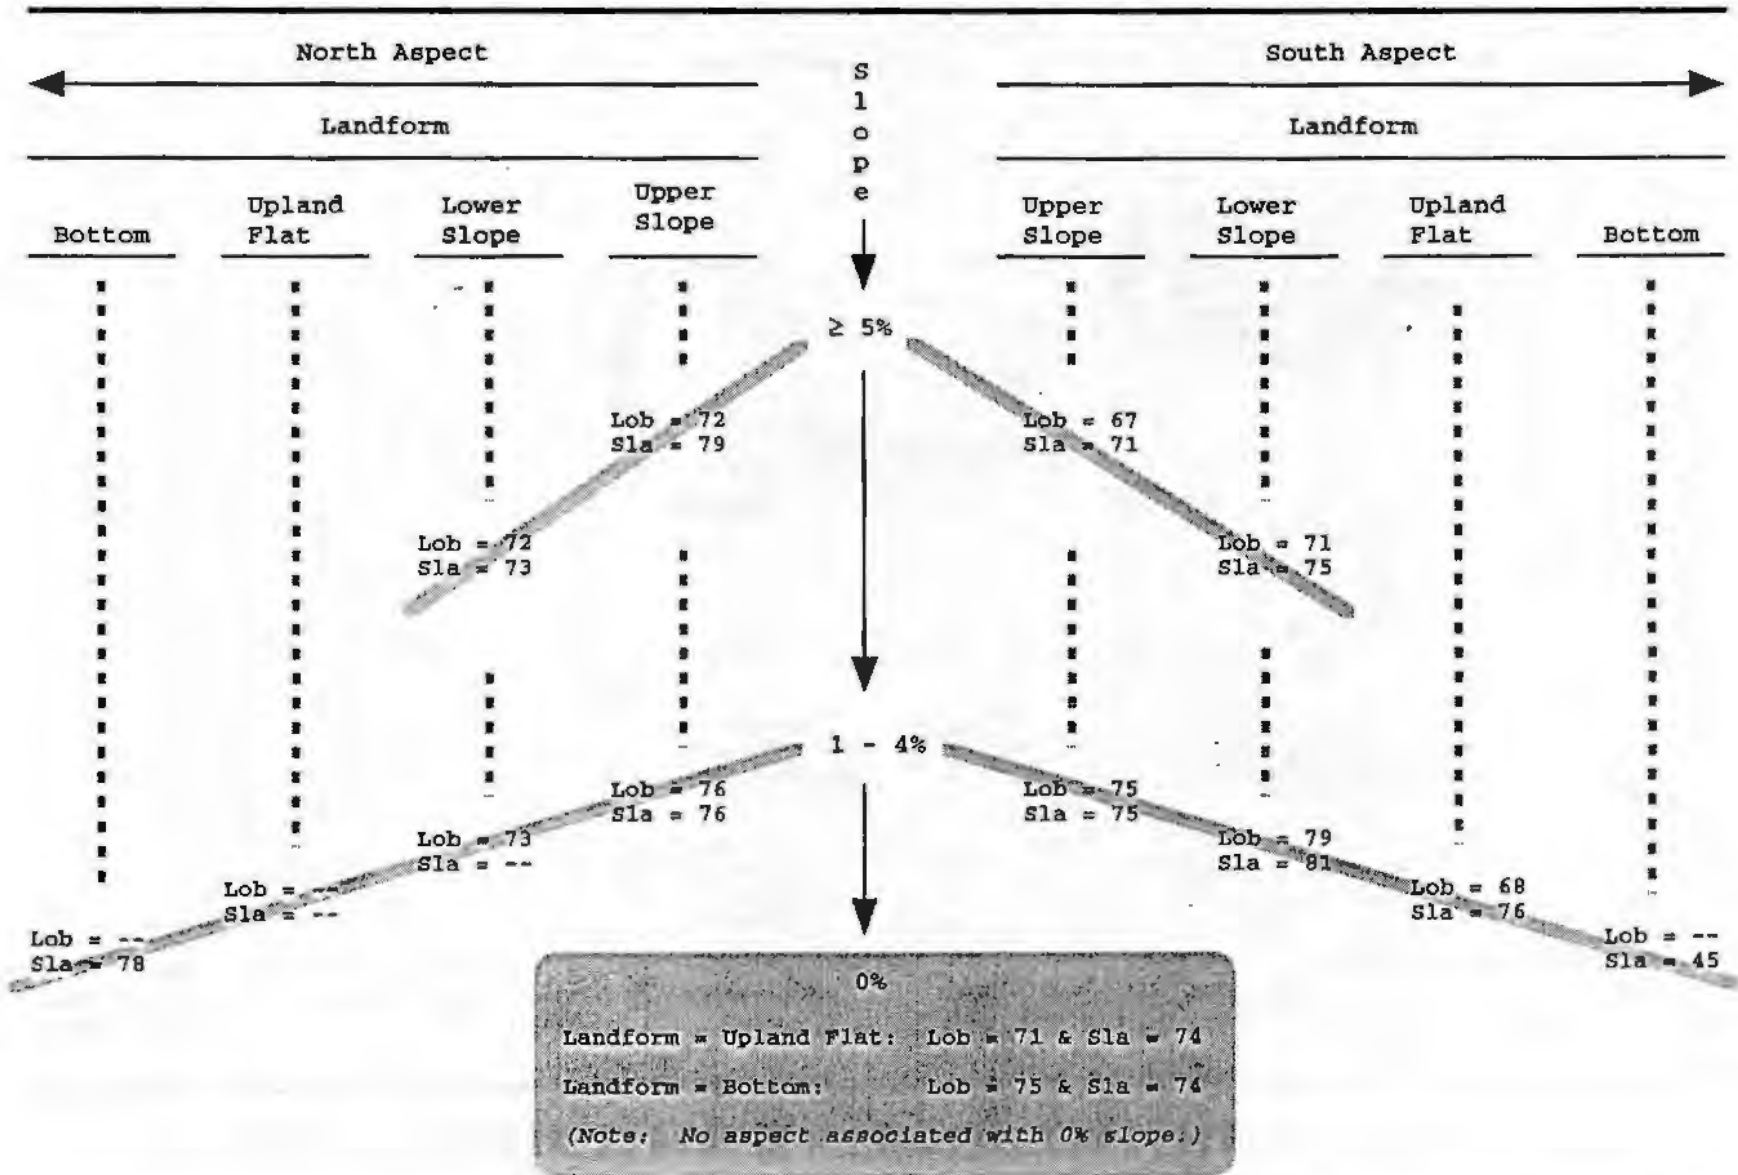 North Aspect
South Aspect
Slope
Landform
Landform
Bottom
Upland Flat
Lower Slope
Upper Slope
Upper Slope
Lower Slope
Upland Flat
Bottom
≥ 5%
Lob = 72
Sla = 79
Lob = 67
Sla = 71
Lob = 72
Sla = 73
Lob = 71
Sla = 75
1 - 4%
Lob = 76
Sla = 76
Lob = 75
Sla = 75
Lob = 73
Sla = --
Lob = 79
Sla = 81
Lob = --
Sla = --
Lob = 68
Sla = 76
Lob = --
Sla = 78
Lob = --
Sla = 45
0%
Landform = Upland Flat: Lob = 71 & Sla = 74
Landform = Bottom: Lob = 75 & Sla = 74
(Note: No aspect associated with 0% slope.)